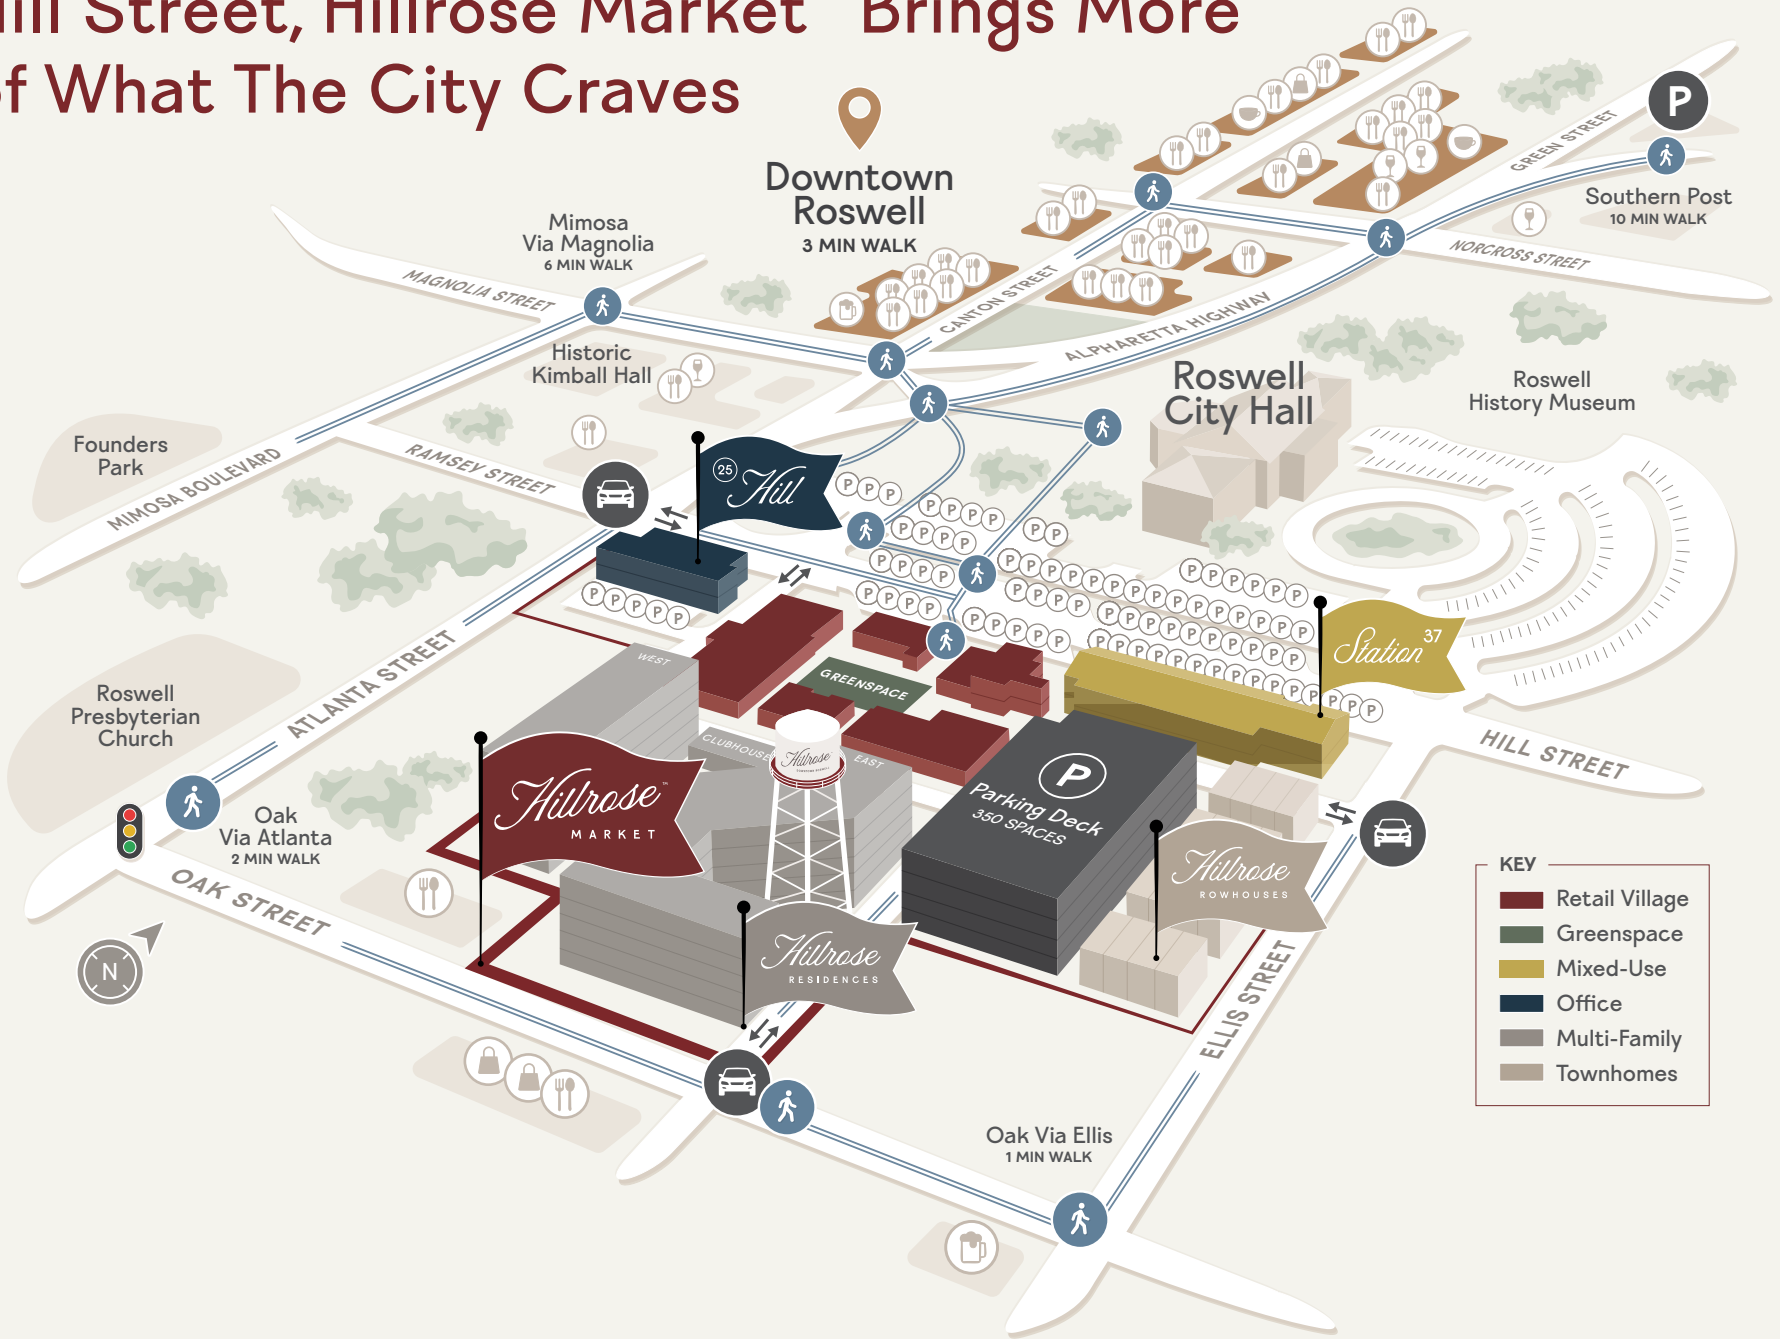 Hill Street, Hillrose Market™ Brings More
of What The City Craves
Downtown
Roswell
3 MIN WALK
Mimosa
Via Magnolia
6 MIN WALK
MAGNOLIA STREET
CANTON STREET
ALPHARETTA HIGHWAY
GREEN STREET
P
Southern Post
10 MIN WALK
NORCROSS STREET
Historic
Kimball Hall
Roswell
City Hall
Roswell
History Museum
Founders
Park
MIMOSA BOULEVARD
RAMSEY STREET
25 Hill
P P P
P P P P
P P P P
P P
P P P P
P P P P
P P P P P
Station 37
WEST
GREENSPACE
CLUBHOUSE
EAST
Hillrose
P
Parking Deck
350 SPACES
HILL STREET
ATLANTA STREET
Roswell
Presbyterian
Church
Hillrose™
MARKET
Oak
Via Atlanta
2 MIN WALK
OAK STREET
N
Hillrose
ROWHOUSES
Hillrose
RESIDENCES
ELLIS STREET
Oak Via Ellis
1 MIN WALK
KEY
Retail Village
Greenspace
Mixed-Use
Office
Multi-Family
Townhomes